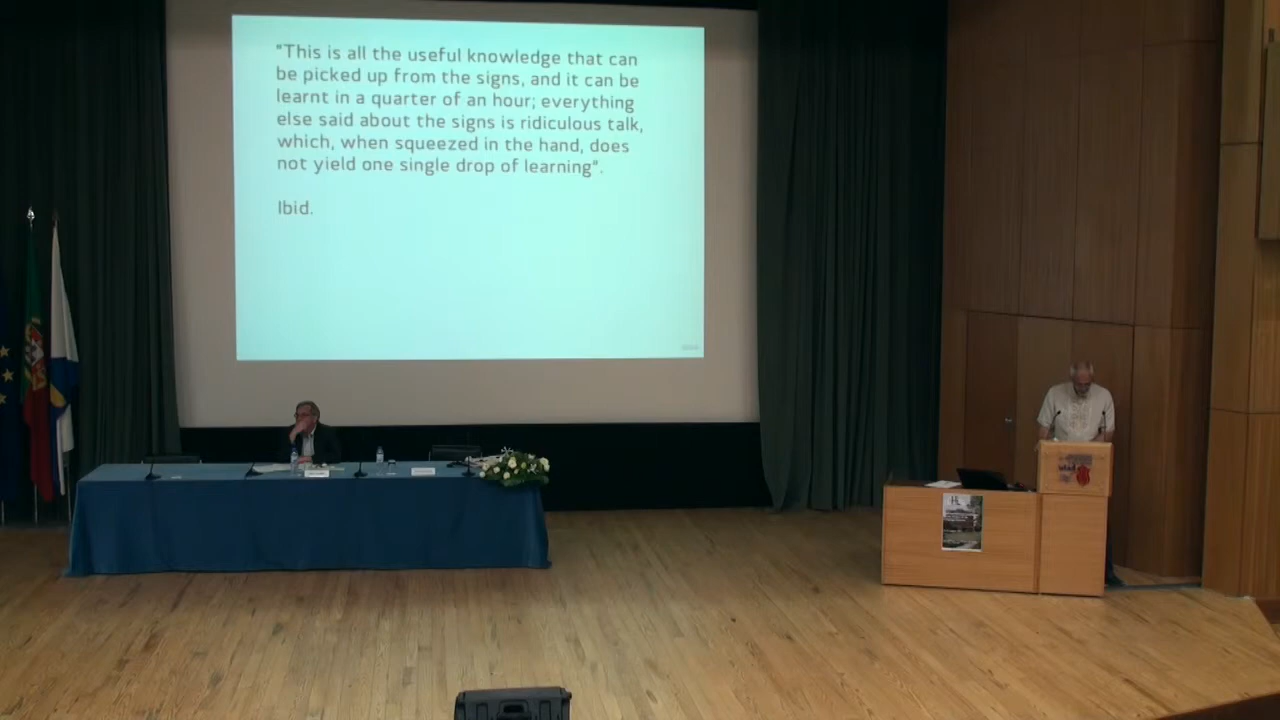 "This is all the useful knowledge that can
be picked up from the signs, and it can be
learnt in a quarter of an hour; everything
else said about the signs is ridiculous talk,
which, when squeezed in the hand, does
not yield one single drop of learning".
Ibid.